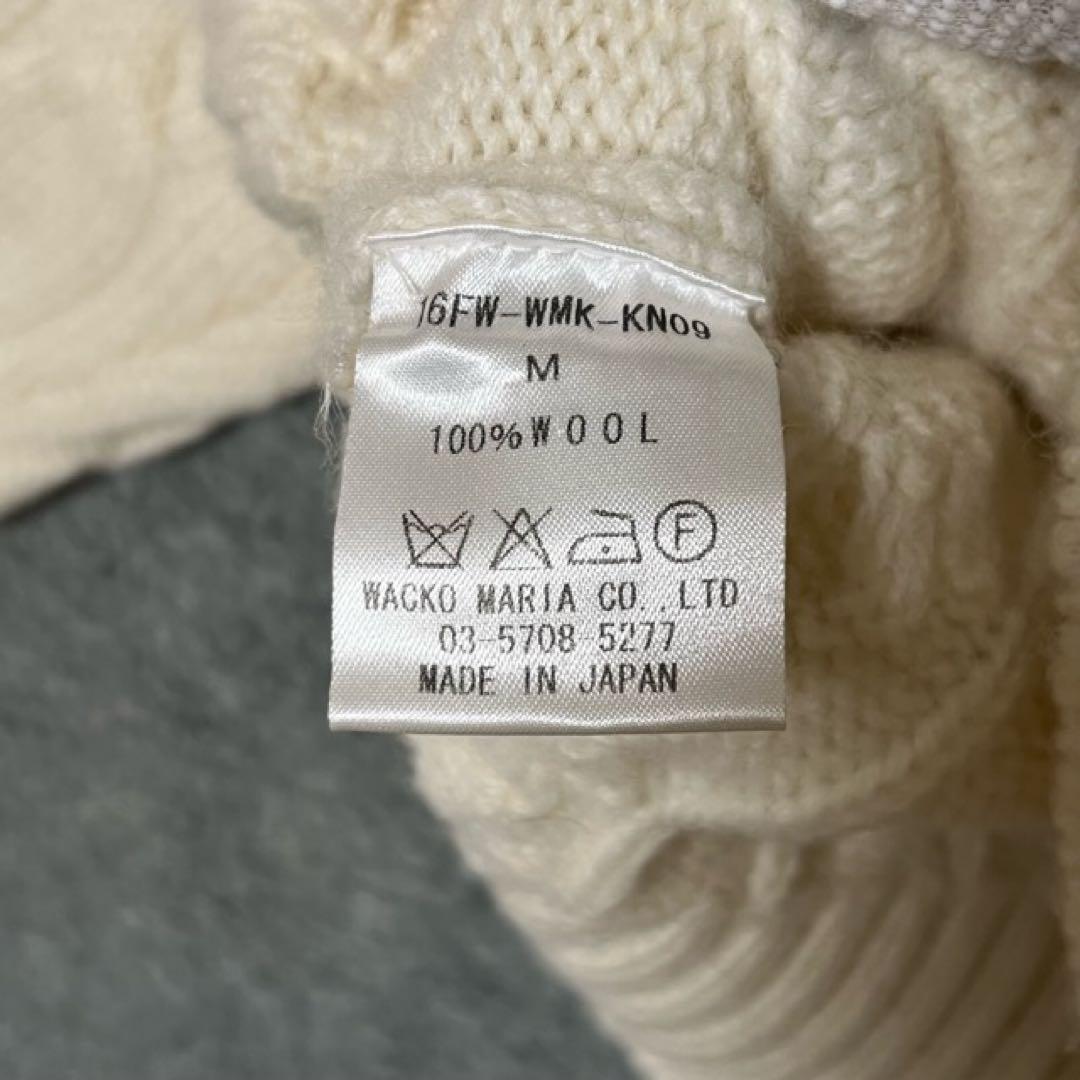 16FW-WMK-KN09
M
100%WOOL
F
WACKO MARIA CO.,LTD
03-5708-5277
MADE IN JAPAN